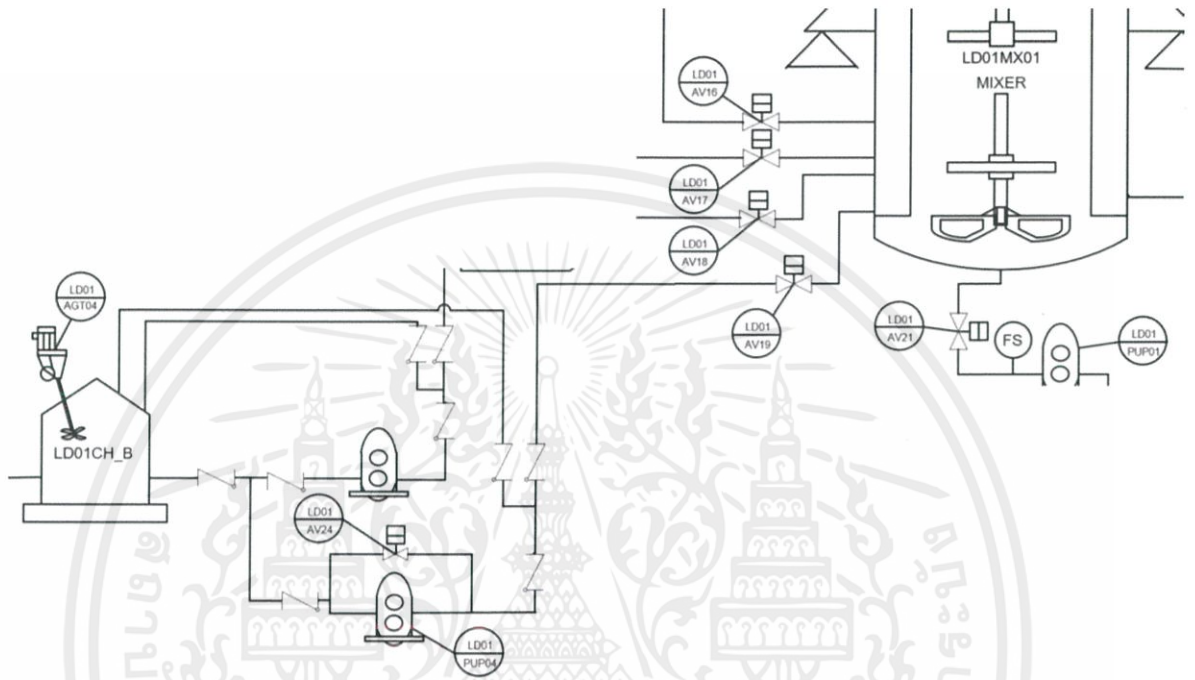 LD01MX01
MIXER
LD01
AV16
LD01
AV17
LD01
AV18
LD01
AV19
LD01
AV21
FS
LD01
PUP01
LD01
AGT04
LD01CH_B
LD01
AV24
LD01
PUP04